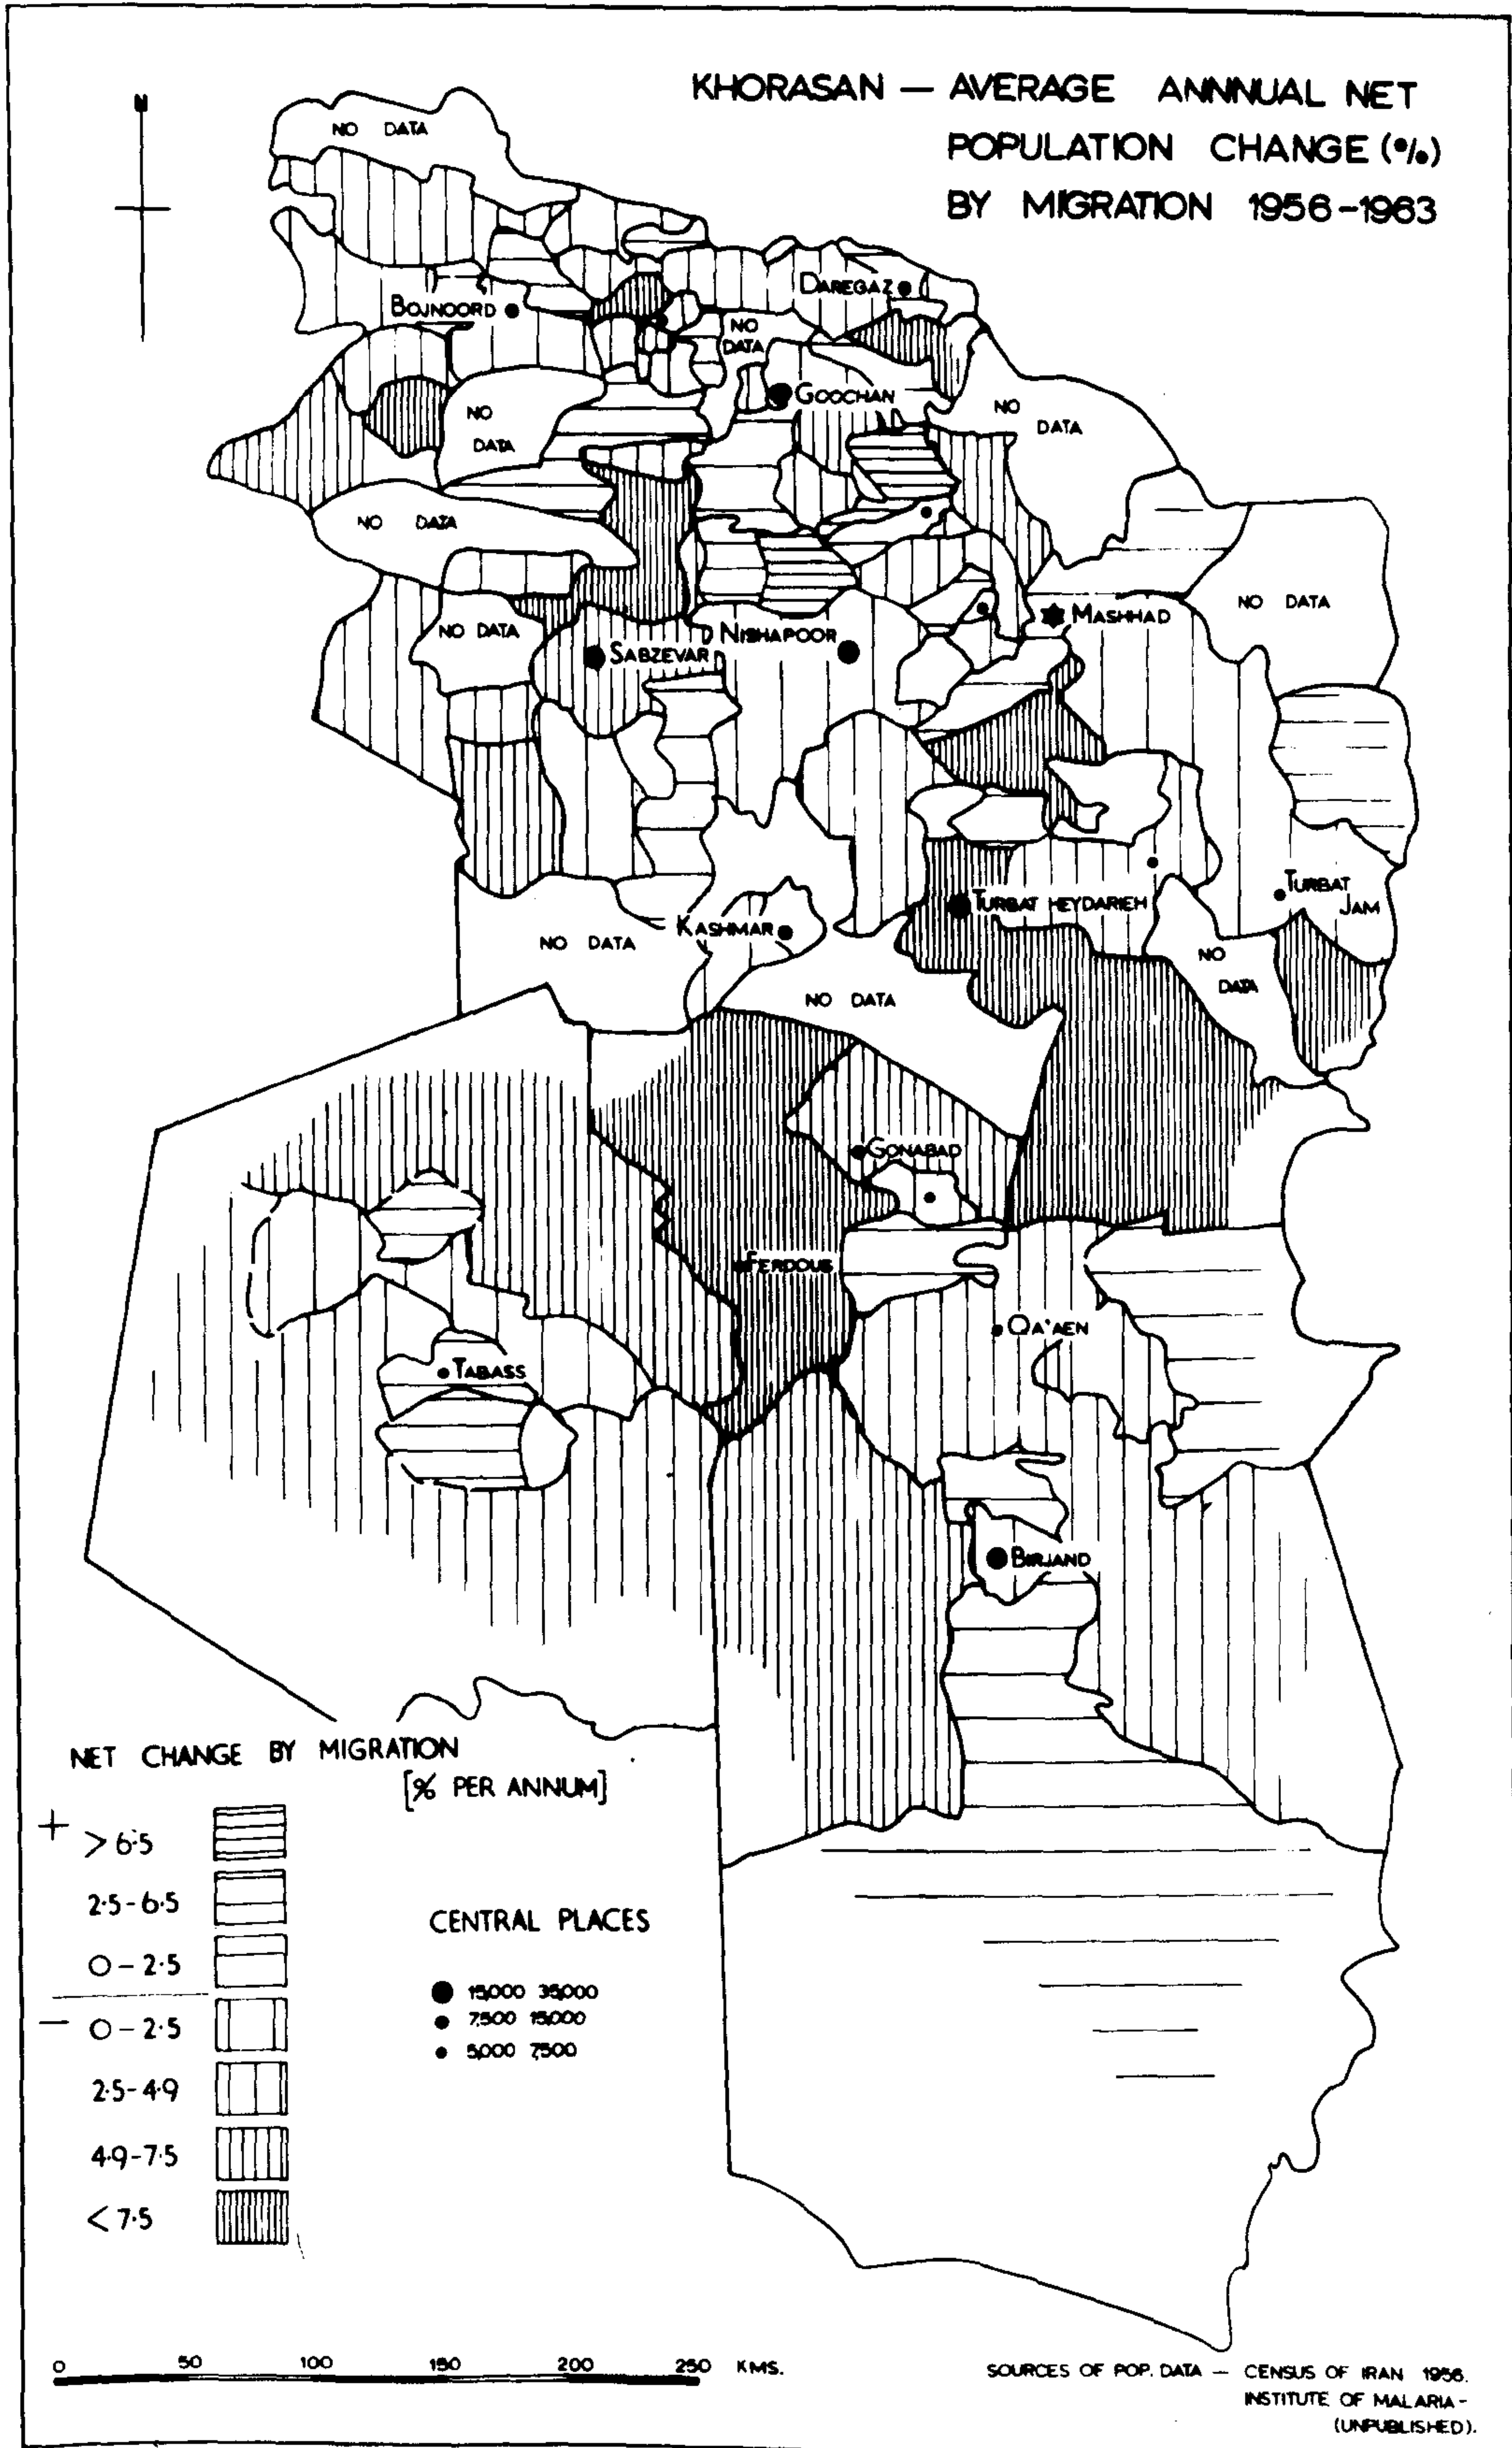 KHORASAN — AVERAGE ANNNUAL NET
POPULATION CHANGE (%)
BY MIGRATION 1956-1963
N
NO DATA
DAREGAZ
BOJNOORD
NO
DATA
GOOCHAN
NO
DATA
NO
DATA
NO DATA
NO DATA
MASHHAD
NO DATA
NISHAPOOR
SABZEVAR
TURBAT
JAM
TURBAT HEYDARIEH
KASHMAR
NO DATA
NO
DATA
NO DATA
GONABAD
FERDOUS
QA'AEN
TABASS
BIRJAND
NET CHANGE BY MIGRATION
[% PER ANNUM]
+ >6·5
2·5-6·5
0-2·5
— 0-2·5
2·5-4·9
4·9-7·5
<7·5
CENTRAL PLACES
15,000 35,000
7,500 15,000
5,000 7,500
0 50 100 150 200 250 KMS.
SOURCES OF POP. DATA — CENSUS OF IRAN 1956.
INSTITUTE OF MALARIA-
(UNPUBLISHED).